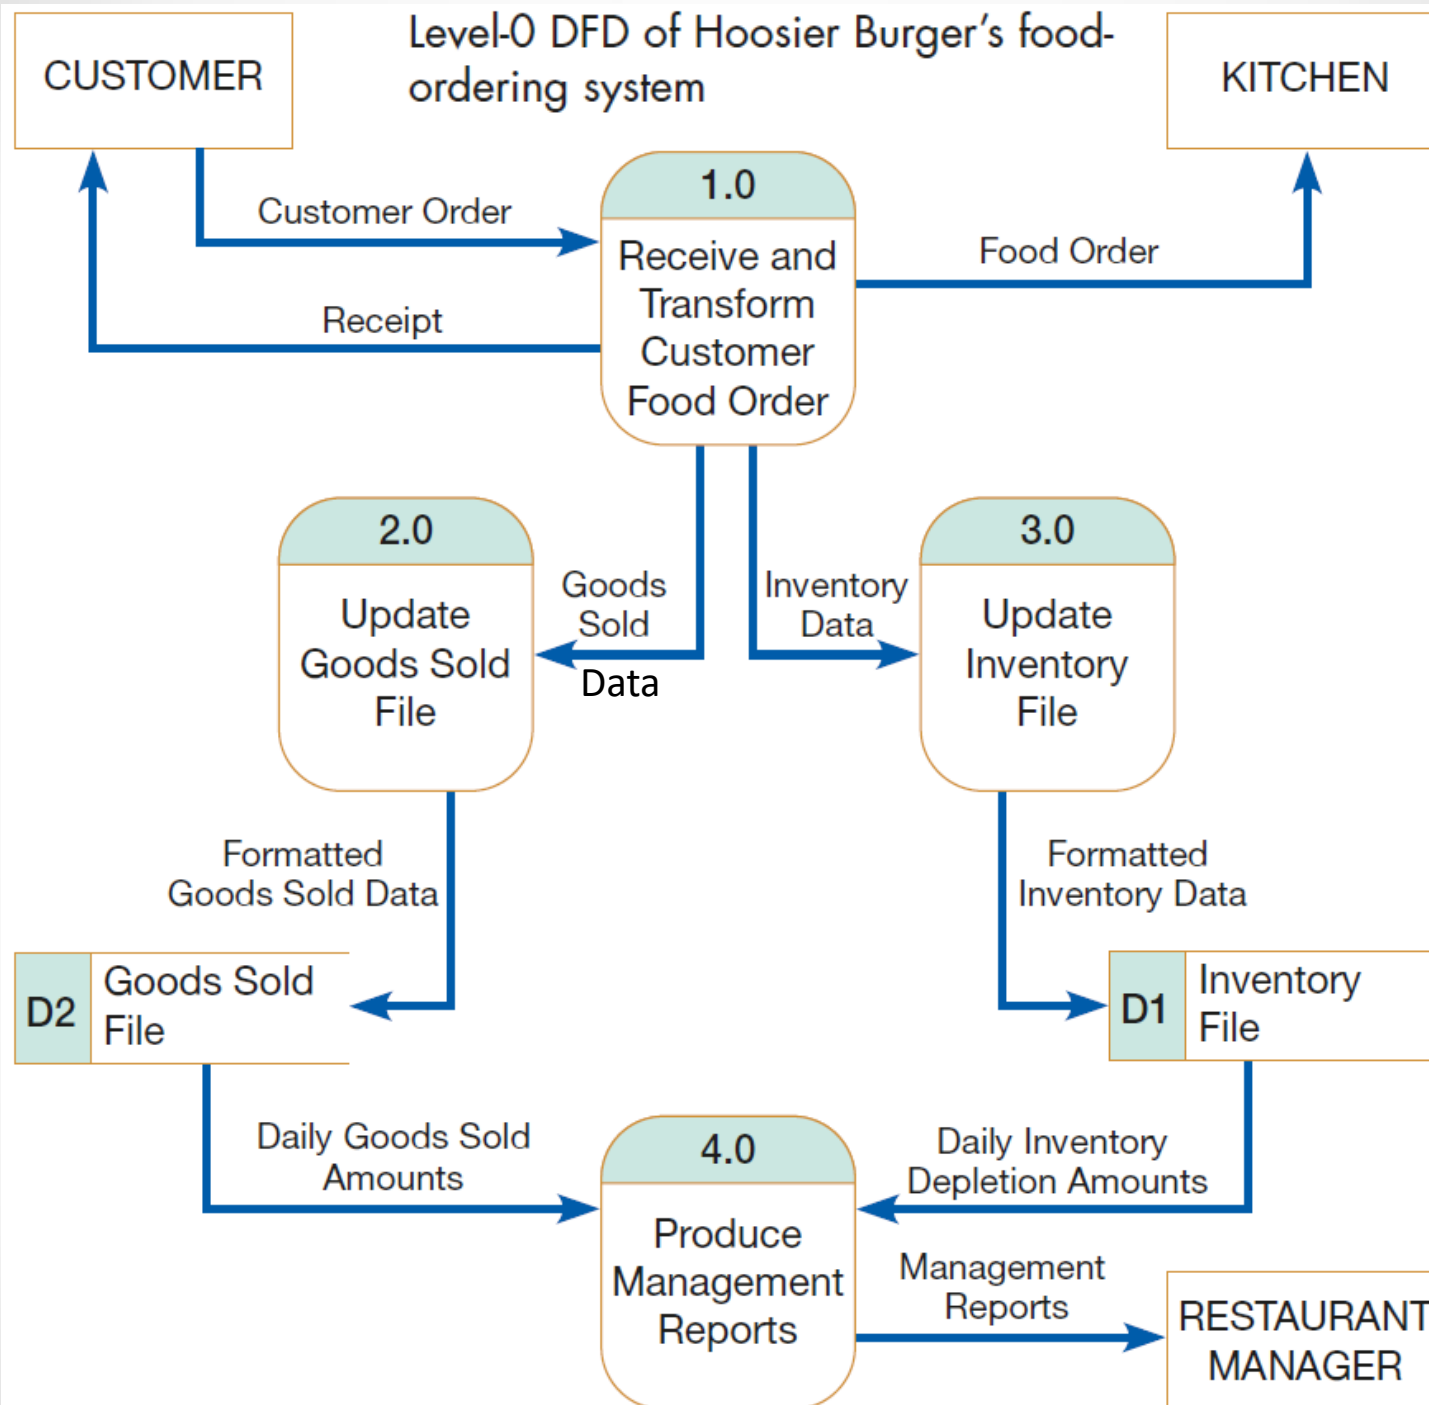 Level-0 DFD of Hoosier Burger's food-
ordering system
CUSTOMER
KITCHEN
1.0
Receive and
Transform
Customer
Food Order
Customer Order
Receipt
Food Order
2.0
Update
Goods Sold
File
Goods
Sold
Data
Inventory
Data
3.0
Update
Inventory
File
Formatted
Goods Sold Data
Formatted
Inventory Data
D2
Goods Sold
File
D1
Inventory
File
Daily Goods Sold
Amounts
4.0
Produce
Management
Reports
Daily Inventory
Depletion Amounts
Management
Reports
RESTAURANT
MANAGER